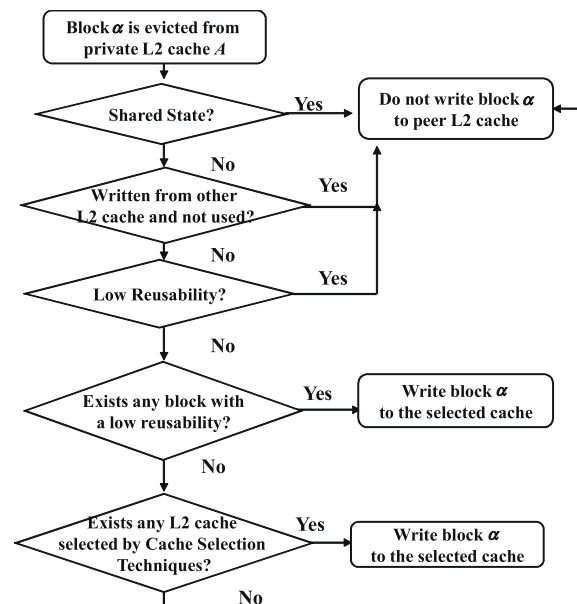 Block α is evicted from
private L2 cache A
Shared State?
Yes
Do not write block α
to peer L2 cache
No
Written from other
L2 cache and not used?
Yes
No
Low Reusability?
Yes
No
Exists any block with
a low reusability?
Yes
Write block α
to the selected cache
No
Exists any L2 cache
selected by Cache Selection
Techniques?
Yes
Write block α
to the selected cache
No